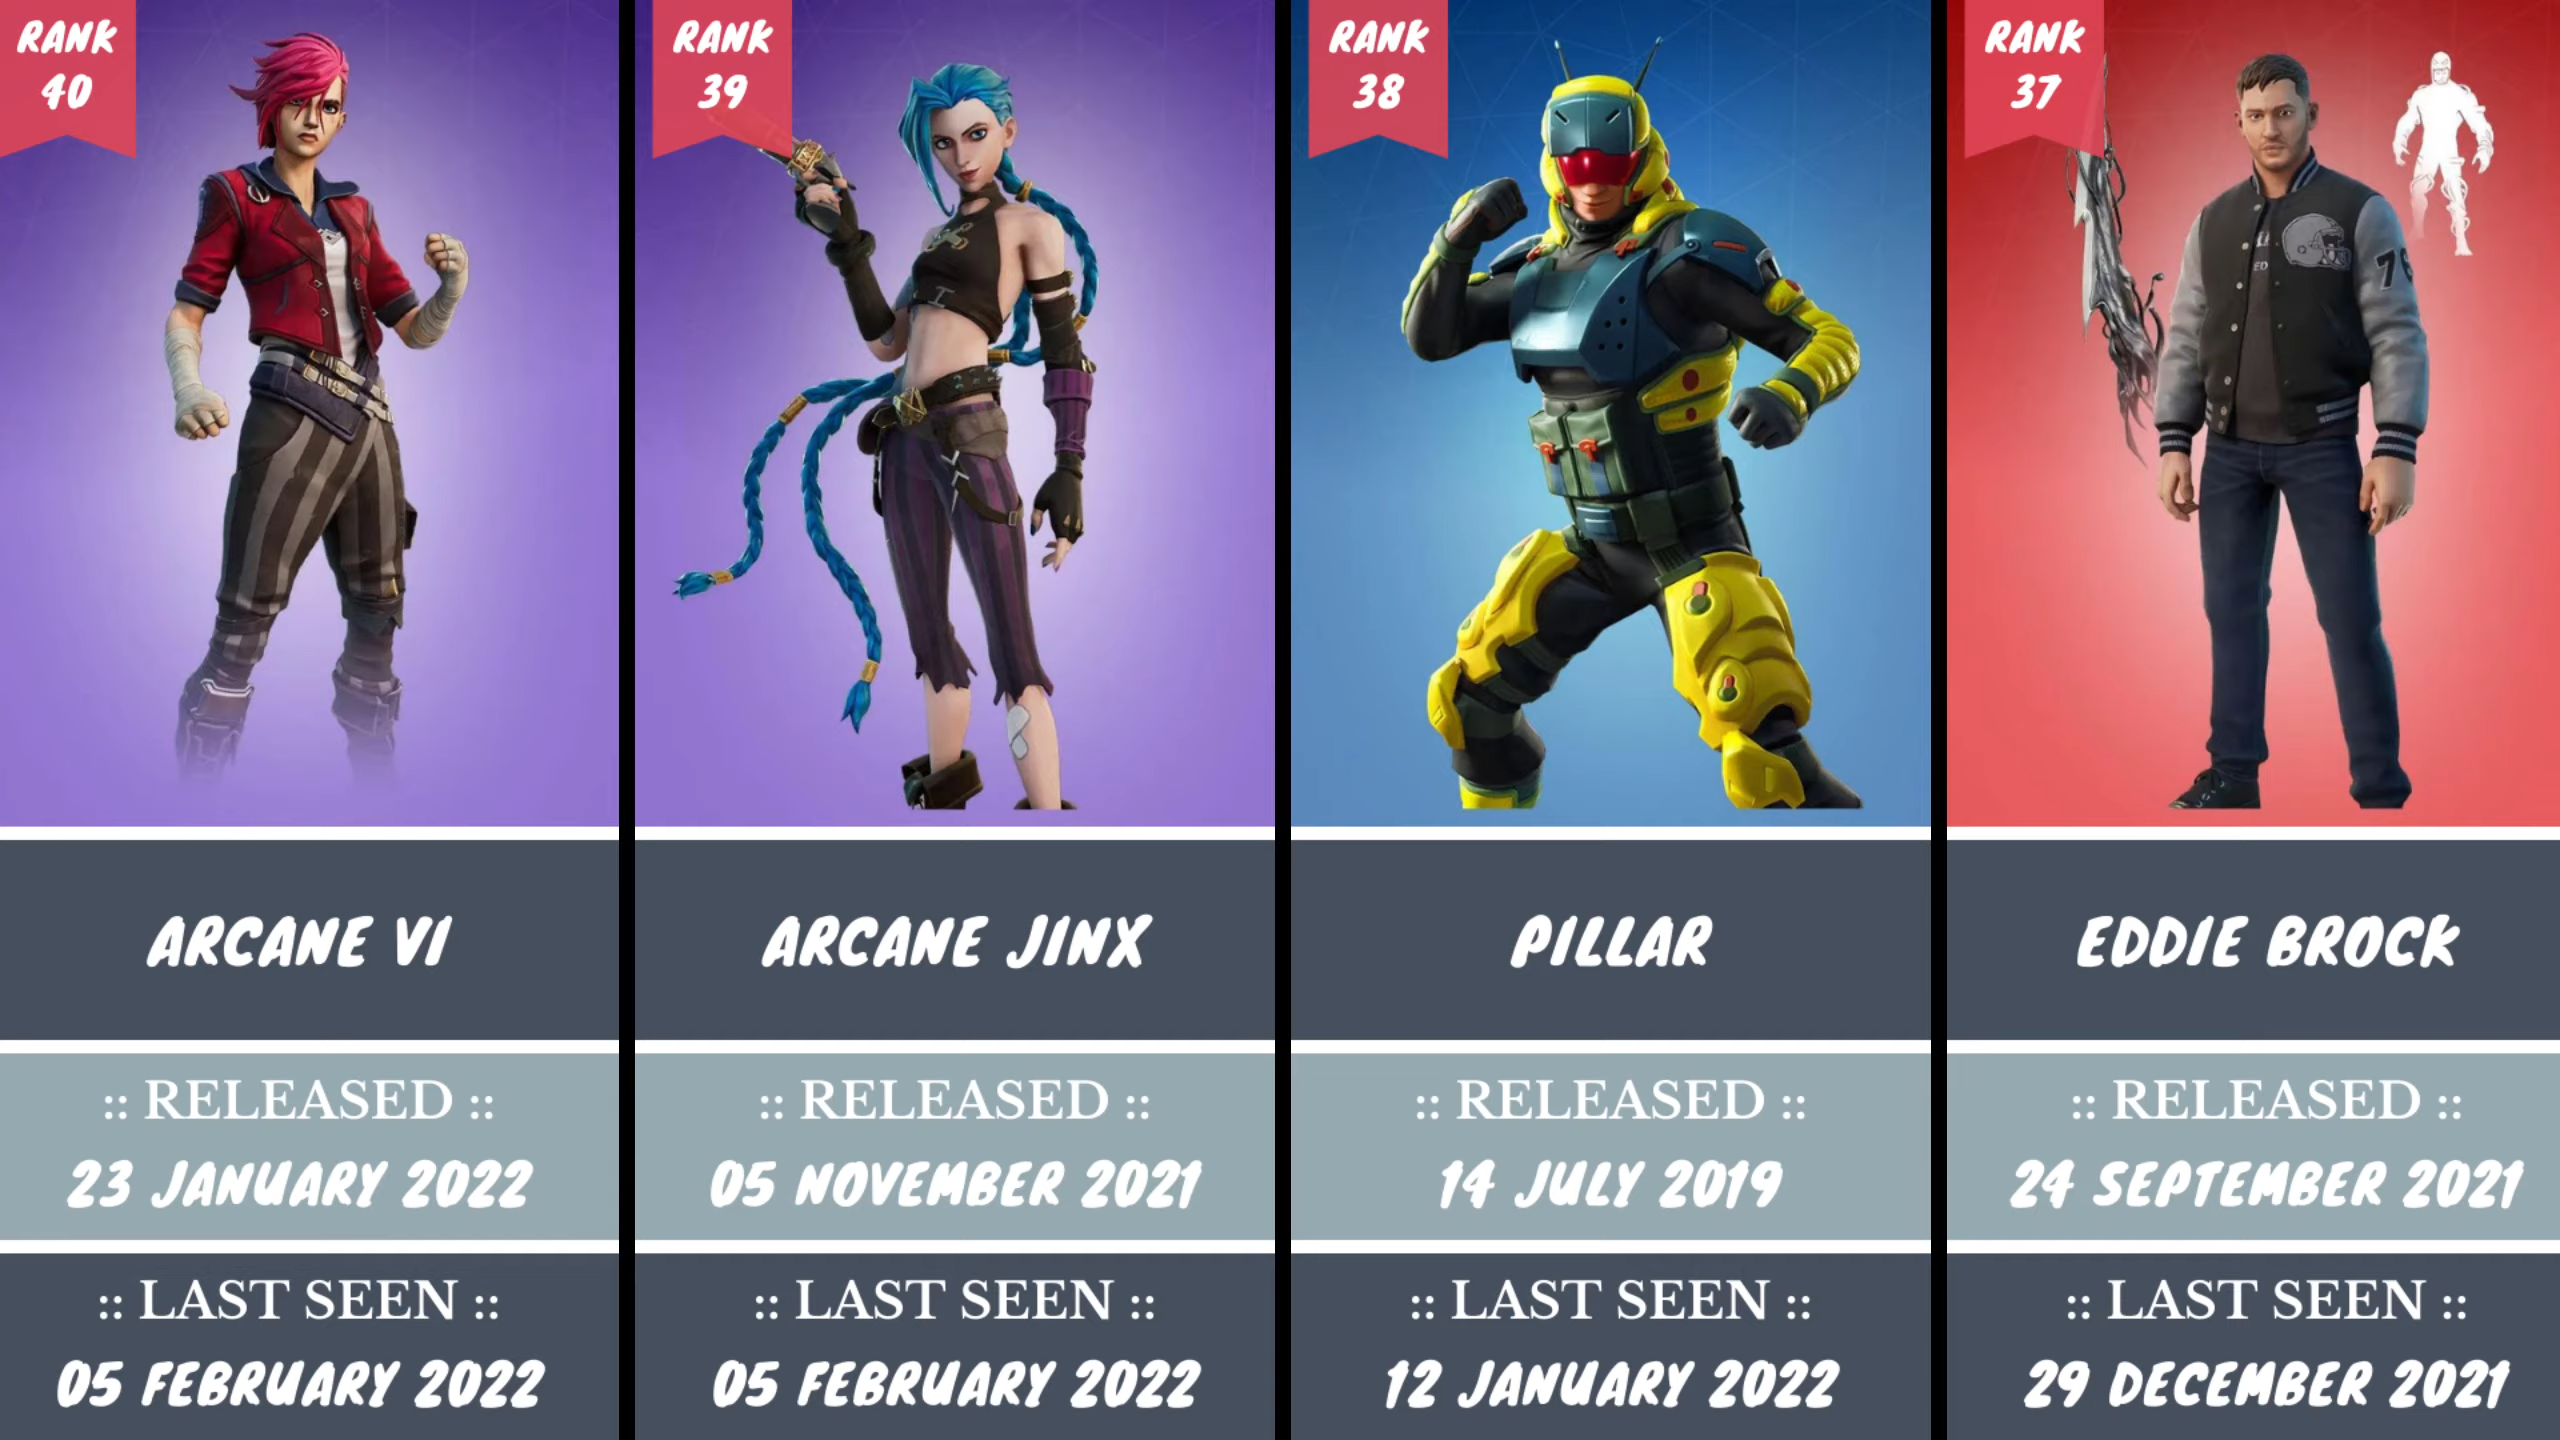 RANK
40
ARCANE VI
:: RELEASED ::
23 JANUARY 2022
:: LAST SEEN ::
05 FEBRUARY 2022
RANK
39
ARCANE JINX
:: RELEASED ::
05 NOVEMBER 2021
:: LAST SEEN ::
05 FEBRUARY 2022
RANK
38
PILLAR
:: RELEASED ::
14 JULY 2019
:: LAST SEEN ::
12 JANUARY 2022
RANK
37
EDDIE BROCK
:: RELEASED ::
24 SEPTEMBER 2021
:: LAST SEEN ::
29 DECEMBER 2021